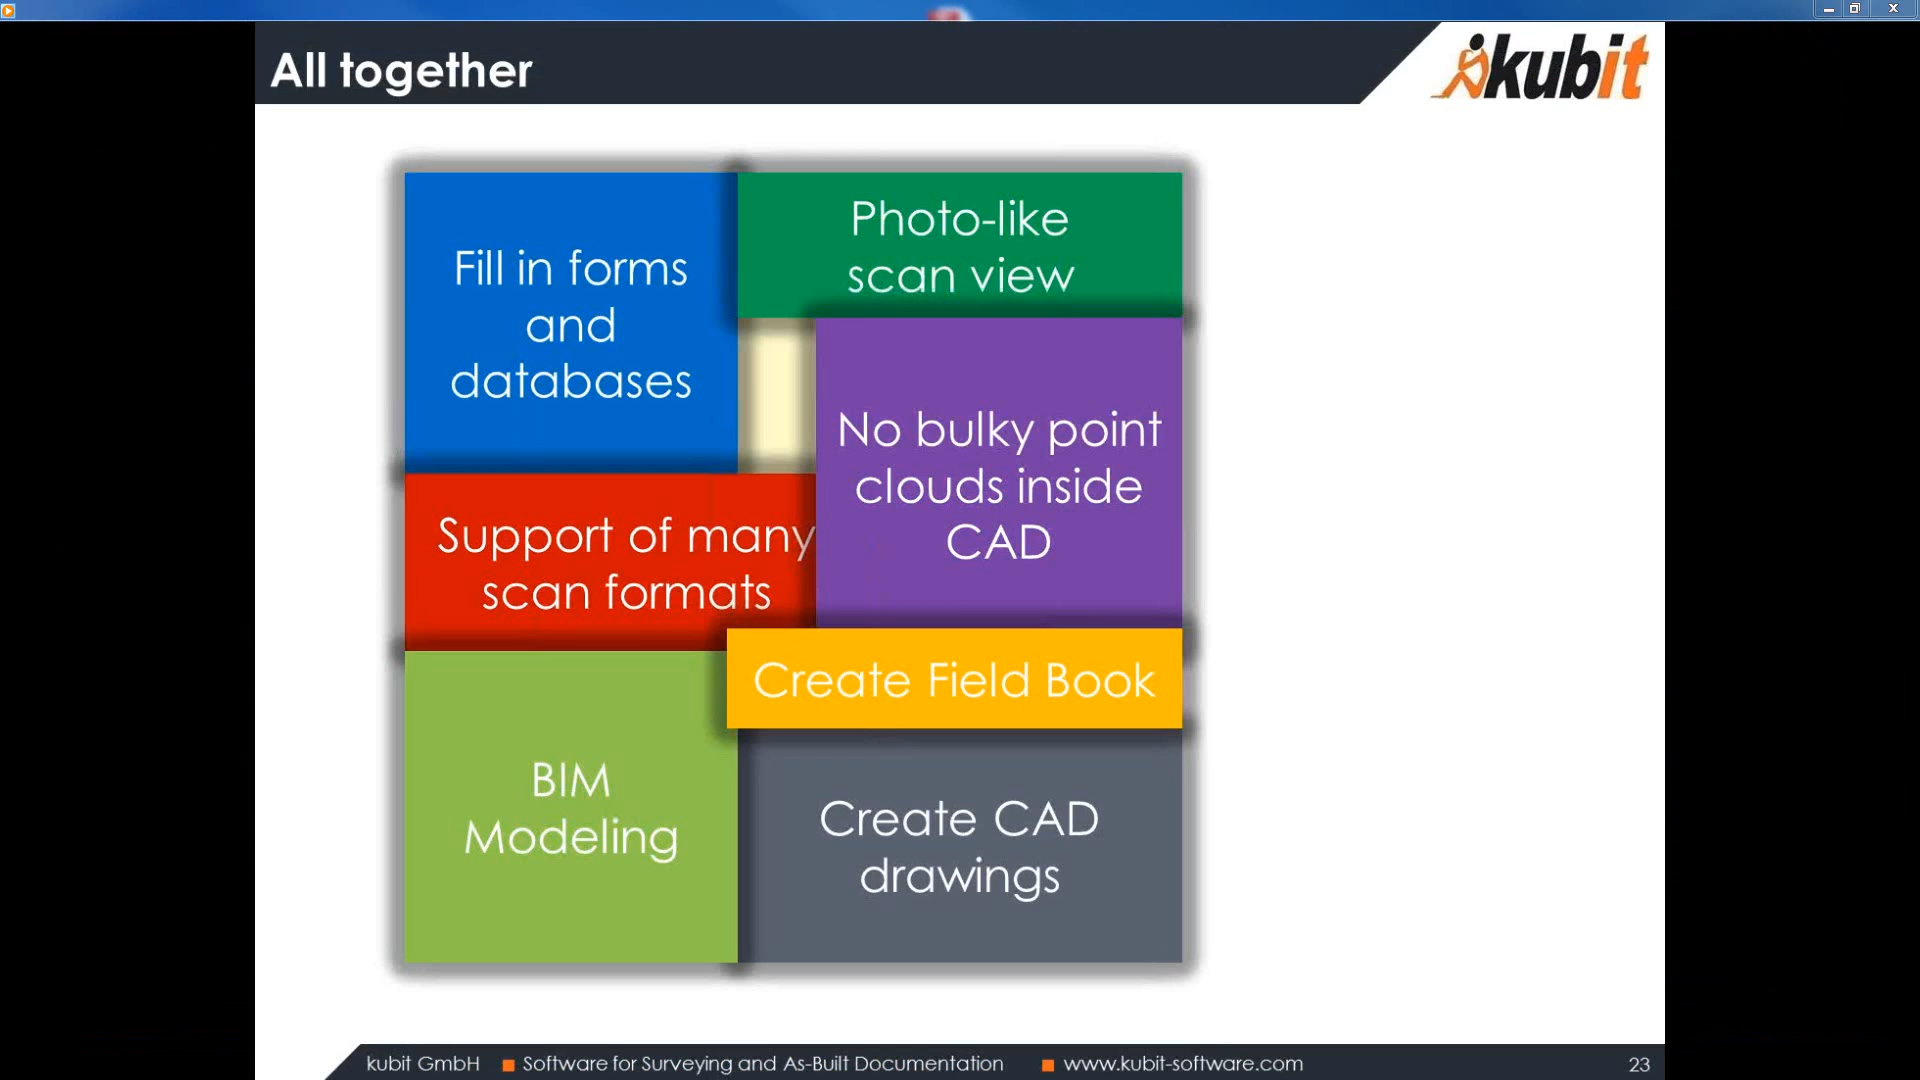 All together
kubit
Fill in forms
and
databases
Photo-like
scan view
No bulky point
clouds inside
CAD
Support of many
scan formats
Create Field Book
BIM
Modeling
Create CAD
drawings
kubit GmbH ■ Software for Surveying and As-Built Documentation ■ www.kubit-software.com 23